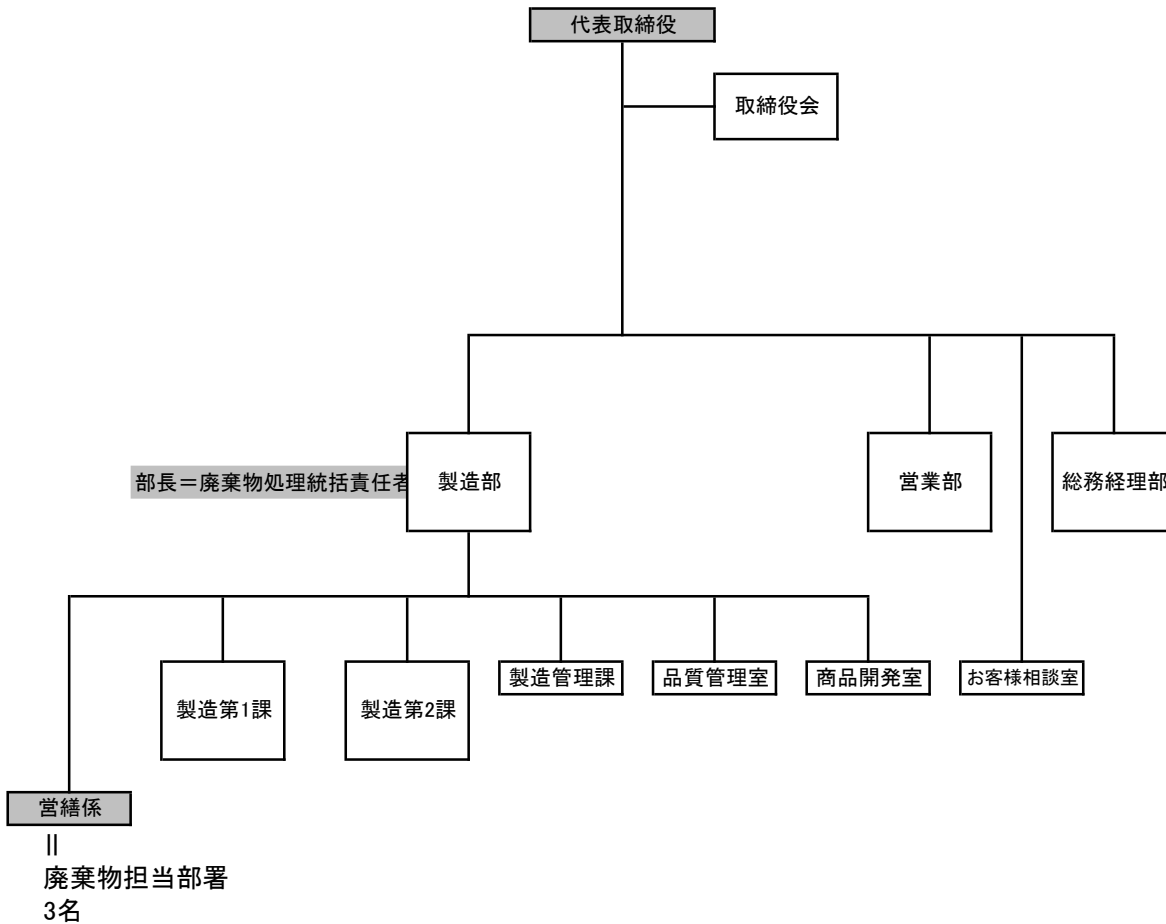 代表取締役
取締役会
部長＝廃棄物処理統括責任者
製造部
営業部
総務経理部
製造第1課
製造第2課
製造管理課
品質管理室
商品開発室
お客様相談室
営繕係
||
廃棄物担当部署
3名